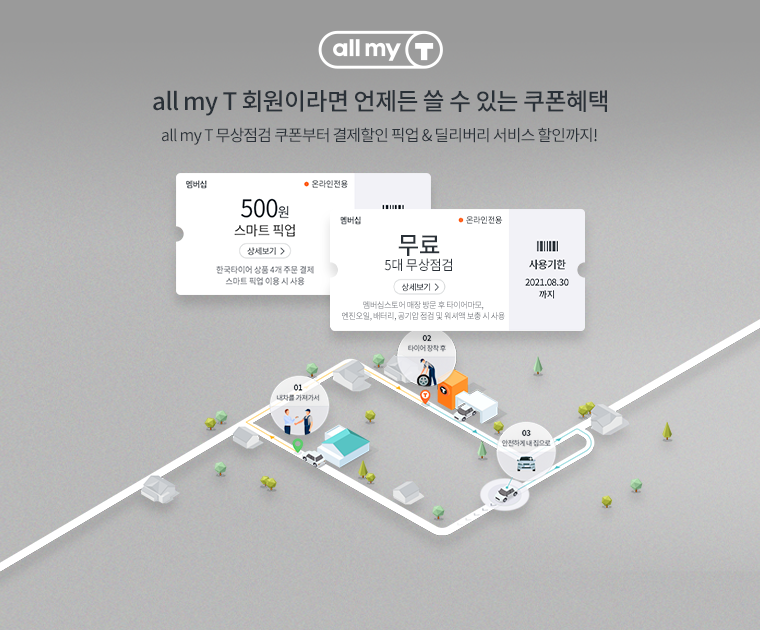 all my T
all my T 회원이라면 언제든 쓸 수 있는 쿠폰혜택
all my T 무상점검 쿠폰부터 결제할인 픽업 & 딜리버리 서비스 할인까지!
멤버십
온라인전용
500원
스마트 픽업
상세보기 >
한국타이어 상품 4개 주문 결제
스마트 픽업 이용 시 사용
멤버십
온라인전용
무료
5대 무상점검
상세보기 >
멤버십스토어 매장 방문 후 타이어마모,
엔진오일, 배터리, 공기압 점검 및 워셔액 보충 시 사용
사용기한
2021.08.30
까지
01
내차를 가져가서
02
타이어 장착 후
03
안전하게 내 집으로